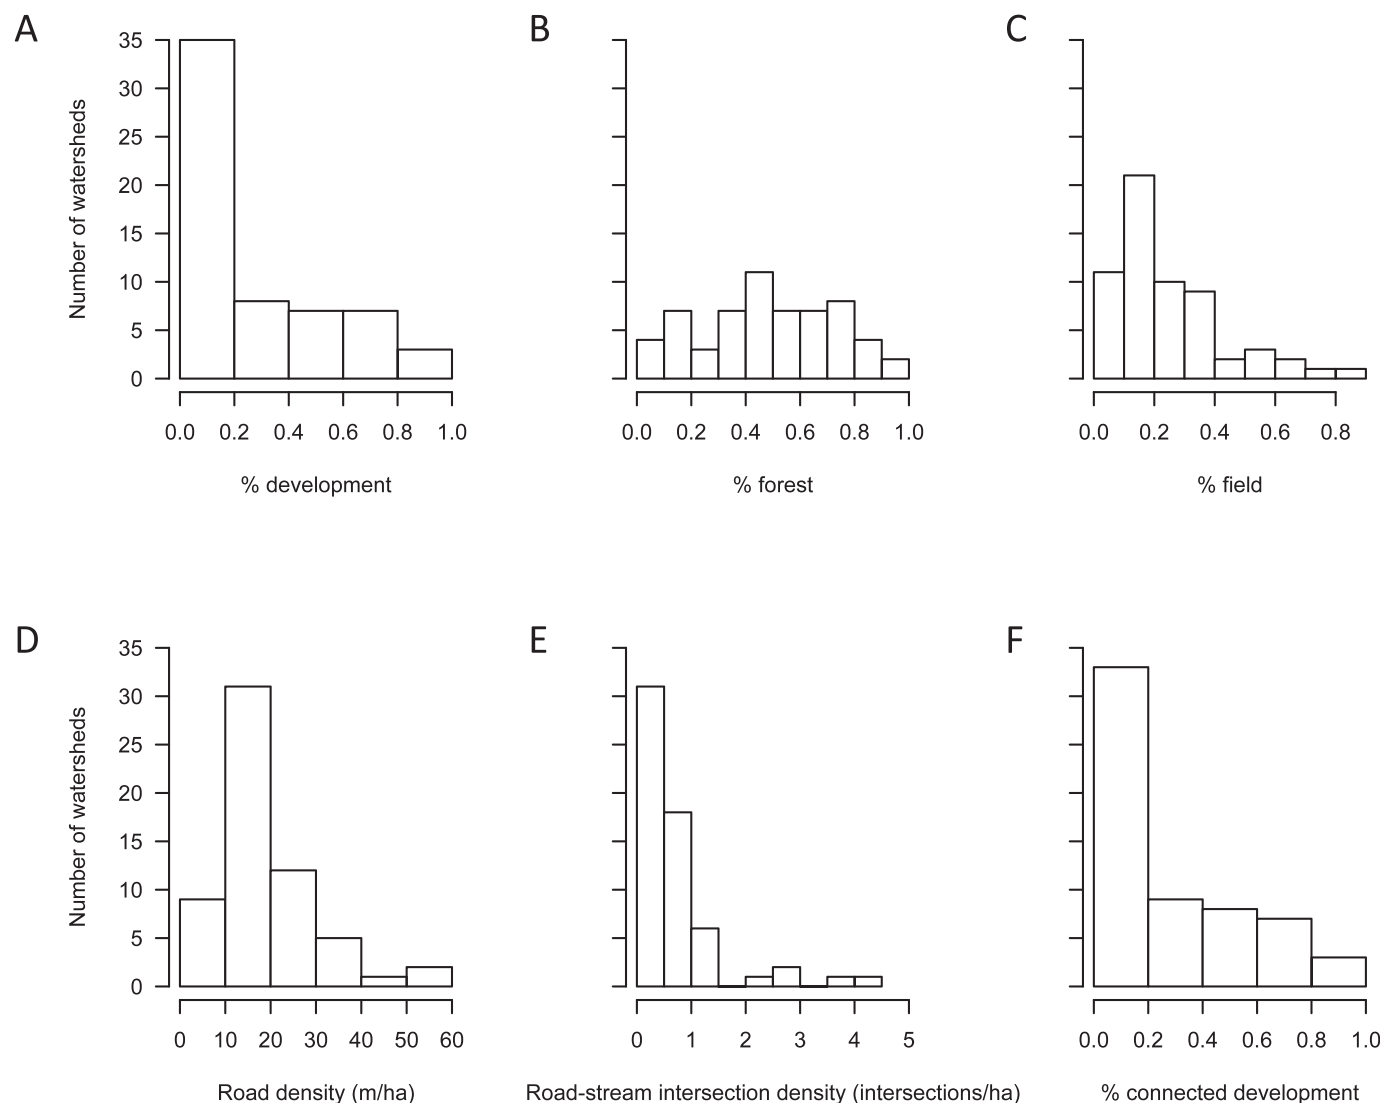 A
B
C
Number of watersheds
35
30
25
20
15
10
5
0
0.0 0.2 0.4 0.6 0.8 1.0
0.0 0.2 0.4 0.6 0.8 1.0
0.0 0.2 0.4 0.6 0.8
% development
% forest
% field
D
E
F
Number of watersheds
35
30
25
20
15
10
5
0
0 10 20 30 40 50 60
0 1 2 3 4 5
0.0 0.2 0.4 0.6 0.8 1.0
Road density (m/ha)
Road-stream intersection density (intersections/ha)
% connected development